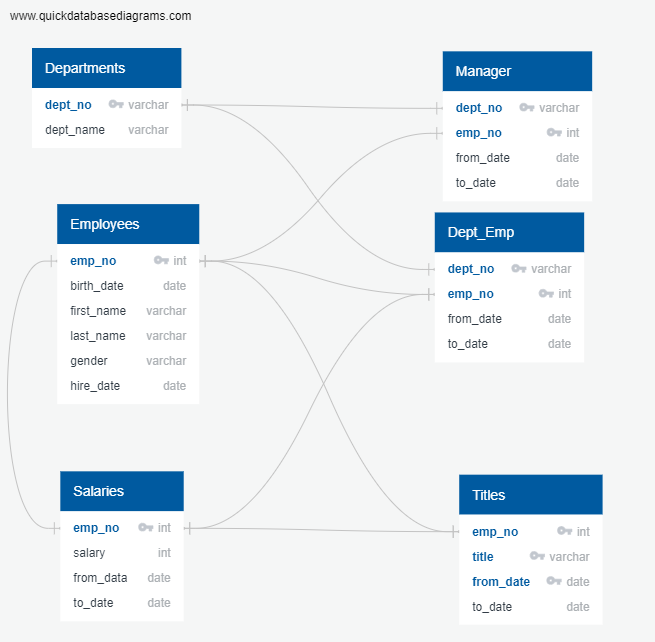 www.quickdatabasediagrams.com
Departments
dept_no varchar
dept_name varchar
Manager
dept_no varchar
emp_no int
from_date date
to_date date
Employees
emp_no int
birth_date date
first_name varchar
last_name varchar
gender varchar
hire_date date
Dept_Emp
dept_no varchar
emp_no int
from_date date
to_date date
Salaries
emp_no int
salary int
from_data date
to_date date
Titles
emp_no int
title varchar
from_date date
to_date date